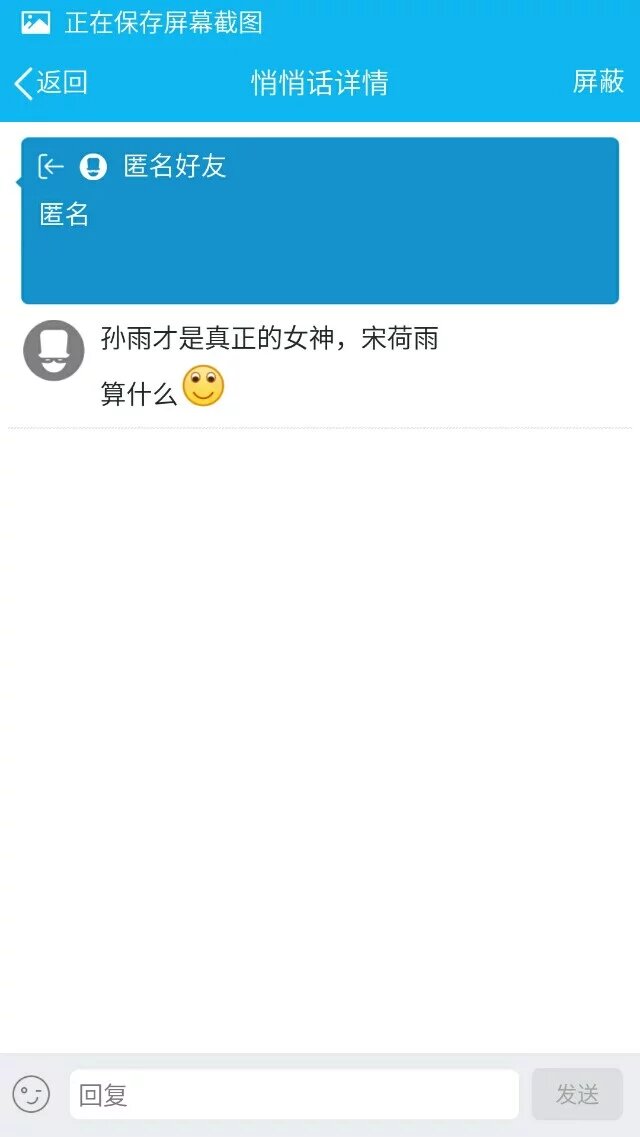 正在保存屏幕截图
返回
悄悄话详情
屏蔽
匿名好友
匿名
孙雨才是真正的女神，宋荷雨
算什么
回复
发送